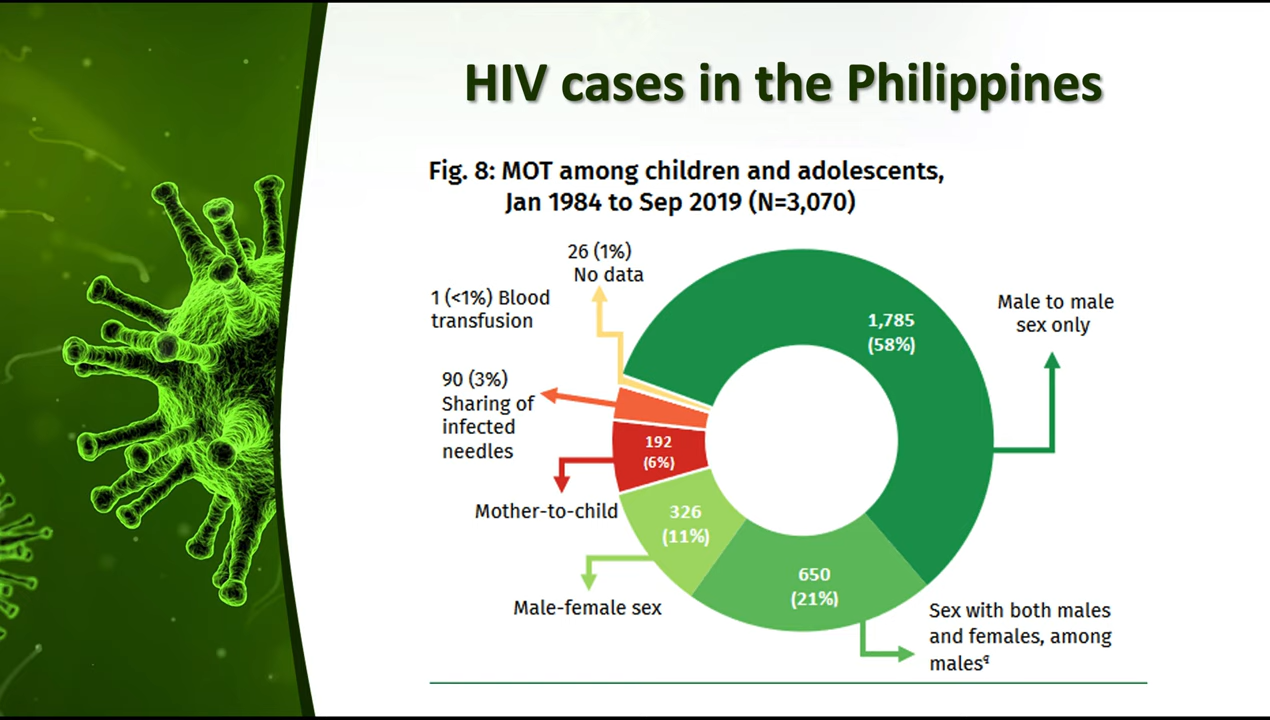 HIV cases in the Philippines
Fig. 8: MOT among children and adolescents,
Jan 1984 to Sep 2019 (N=3,070)
26 (1%)
No data
1 (<1%) Blood
transfusion
90 (3%)
Sharing of
infected
needles
192
(6%)
Mother-to-child
326
(11%)
Male-female sex
650
(21%)
Sex with both males
and females, among
males⁹
1,785
(58%)
Male to male
sex only